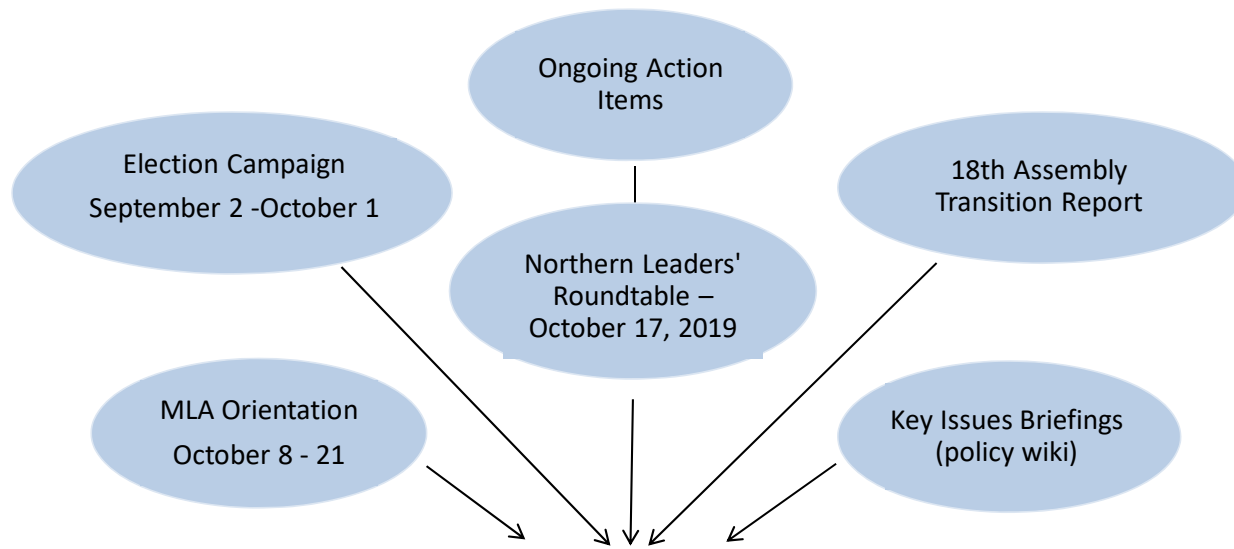 Ongoing Action
Items
Election Campaign
September 2 -October 1
18th Assembly
Transition Report
Northern Leaders'
Roundtable –
October 17, 2019
MLA Orientation
October 8 - 21
Key Issues Briefings
(policy wiki)